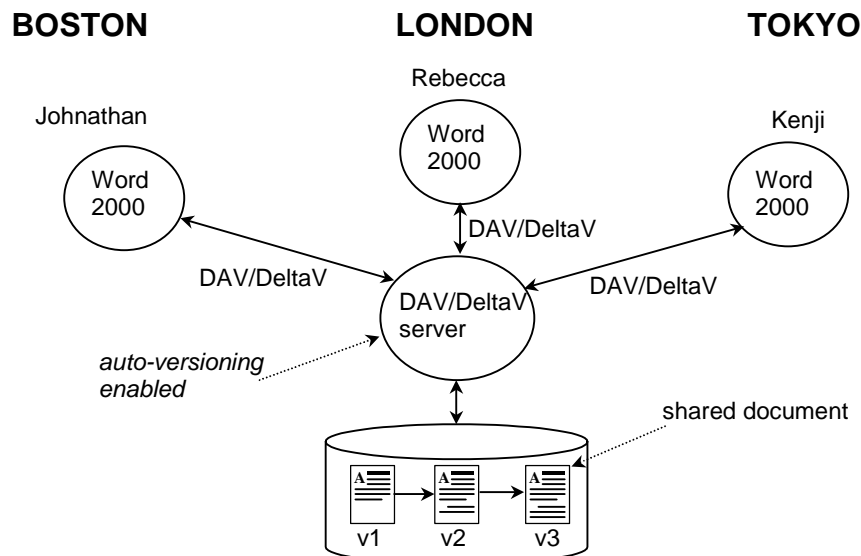 BOSTON LONDON TOKYO
Rebecca
Johnathan
Kenji
Word
2000
Word
2000
Word
2000
DAV/DeltaV
DAV/DeltaV
DAV/DeltaV
DAV/DeltaV
server
auto-versioning
enabled
shared document
A
A
A
v1 v2 v3